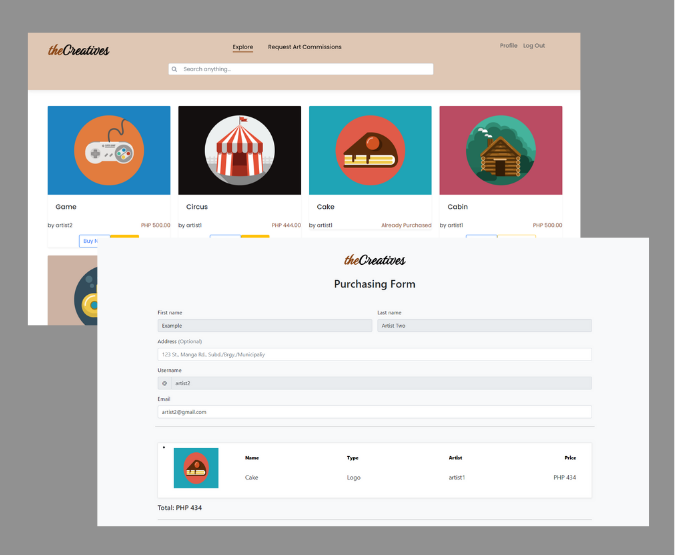 theCreatives
Explore
Request Art Commissions
Profile
Log Out
Search anything...
Game
Circus
Cake
Cabin
by artist2
PHP 500.00
by artist1
PHP 444.00
by artist1
Already Purchased
by artist1
PHP 500.00
Buy
theCreatives
Purchasing Form
First name
Last name
Example
Artist Two
Address (Optional)
123 St., Mange Rd., Subd./Brgy./Municipaliy
Username
@ artist2
Email
artist2@gmail.com
Name
Type
Artist
Price
Cake
Logo
artist1
PHP 434
Total: PHP 434